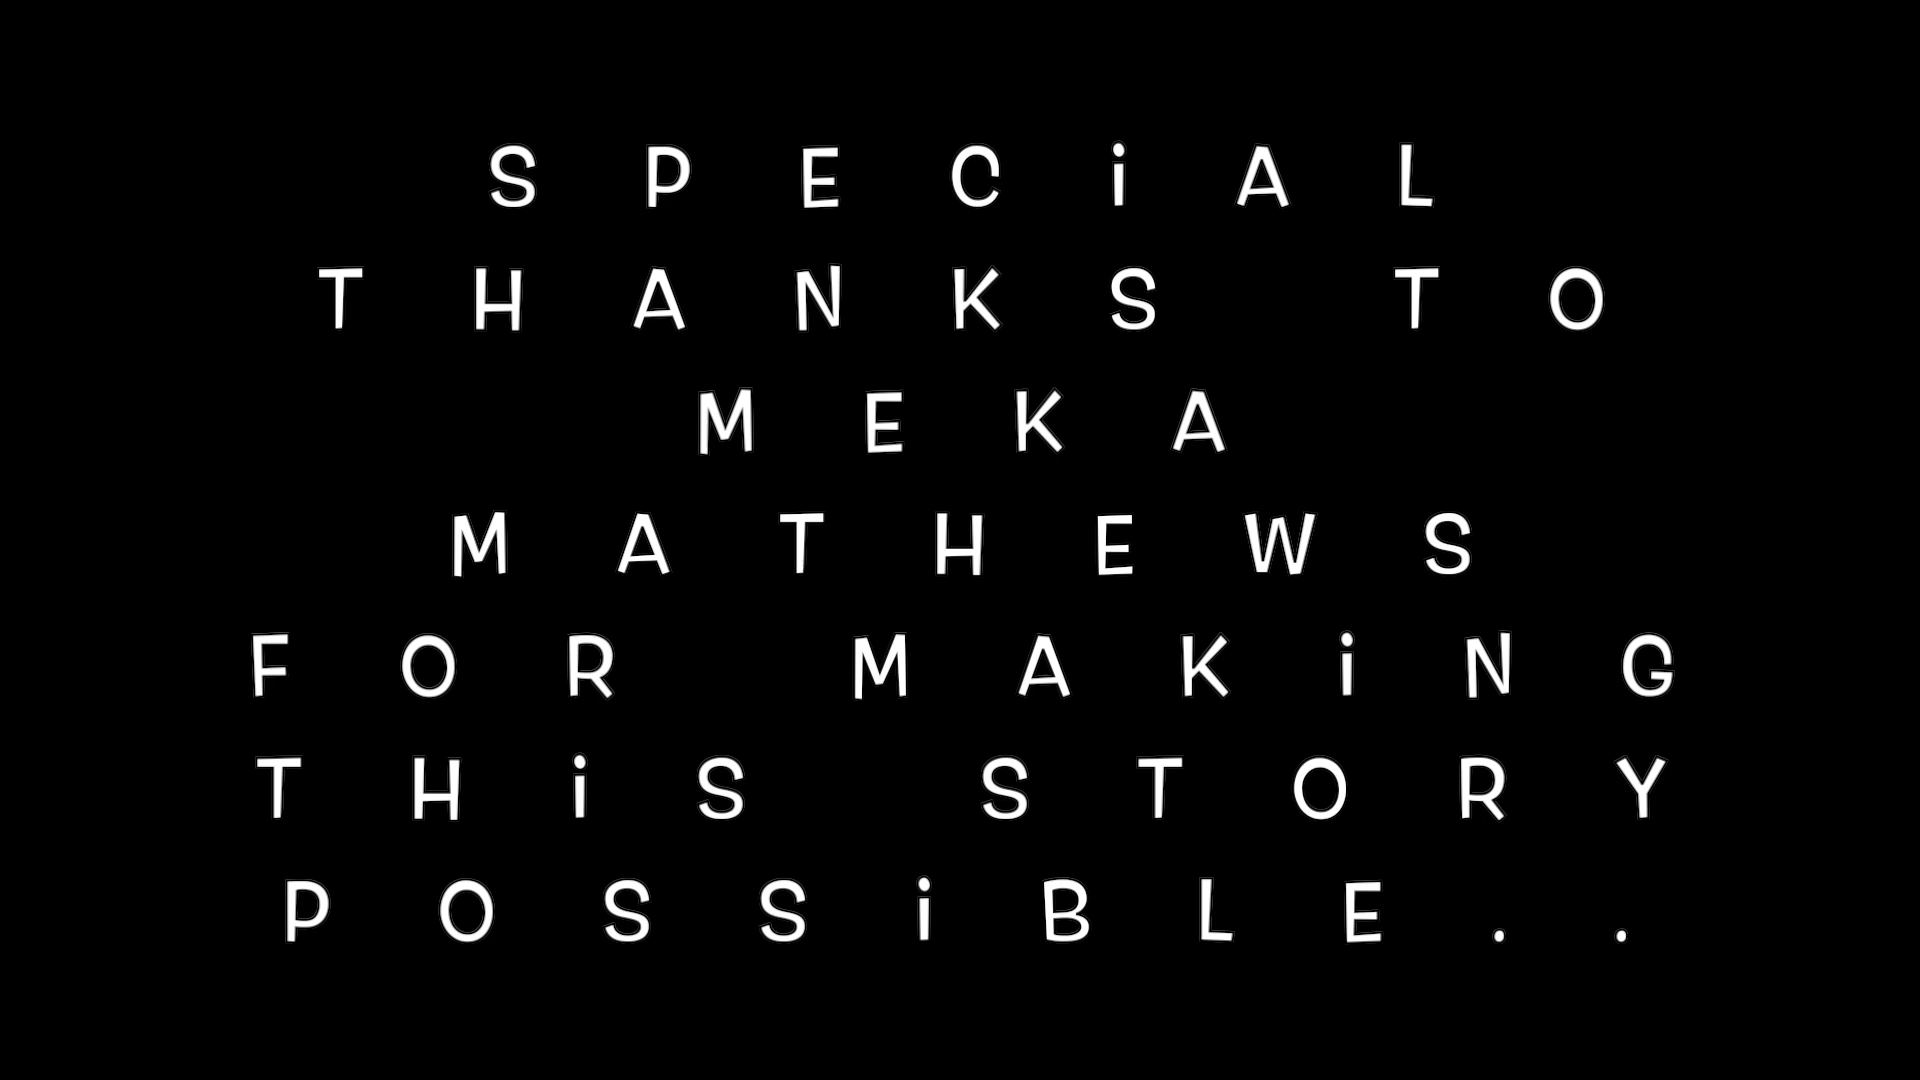 SPECiAL
THANKS TO
MEKA
MATHEWS
FOR MAKiNG
THiS STORY
POSSiBLE..